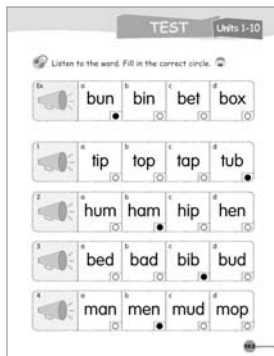 TEST Units 1-10
Listen to the word. Fill in the correct circle.
Ex. a bun b bin c bet d box
1 a tip b top c tap d tub
2 a hum b ham c hip d hen
3 a bed b bad c bib d bud
4 a man b men c mud d mop